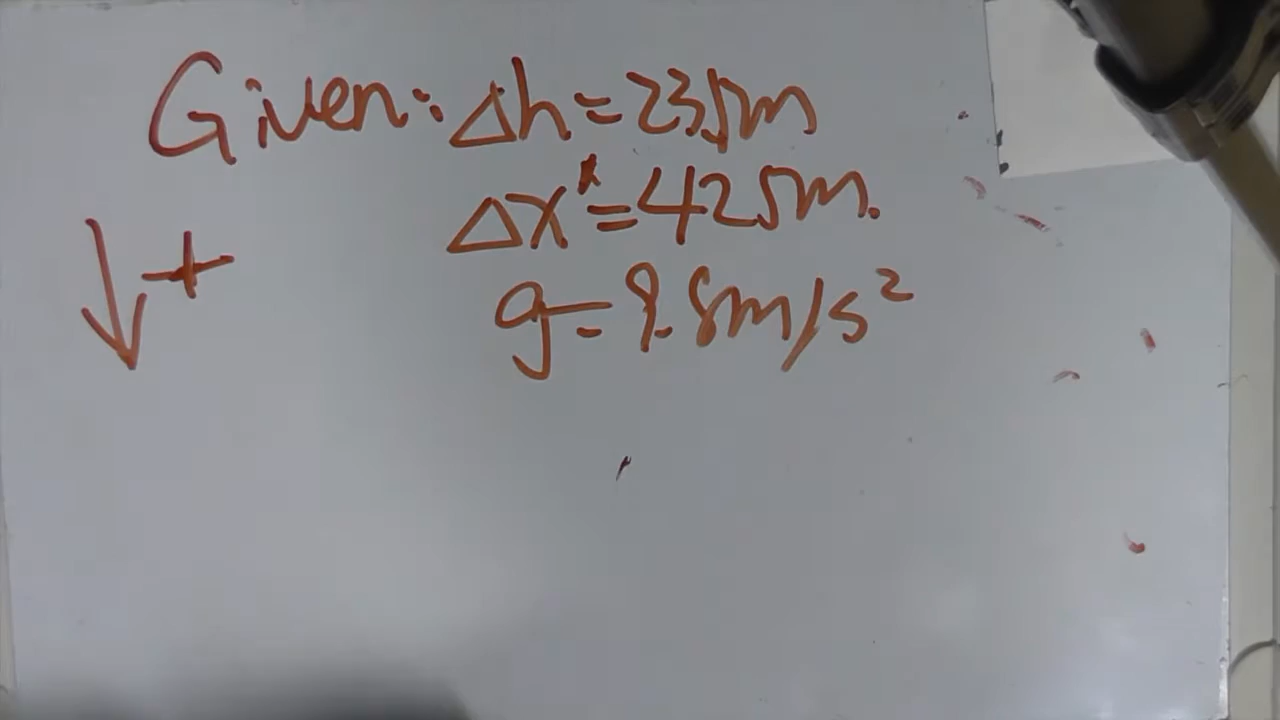 Given: Δh = 235m
Δx* = 425m.
↓ +
g = 9.8m/s²